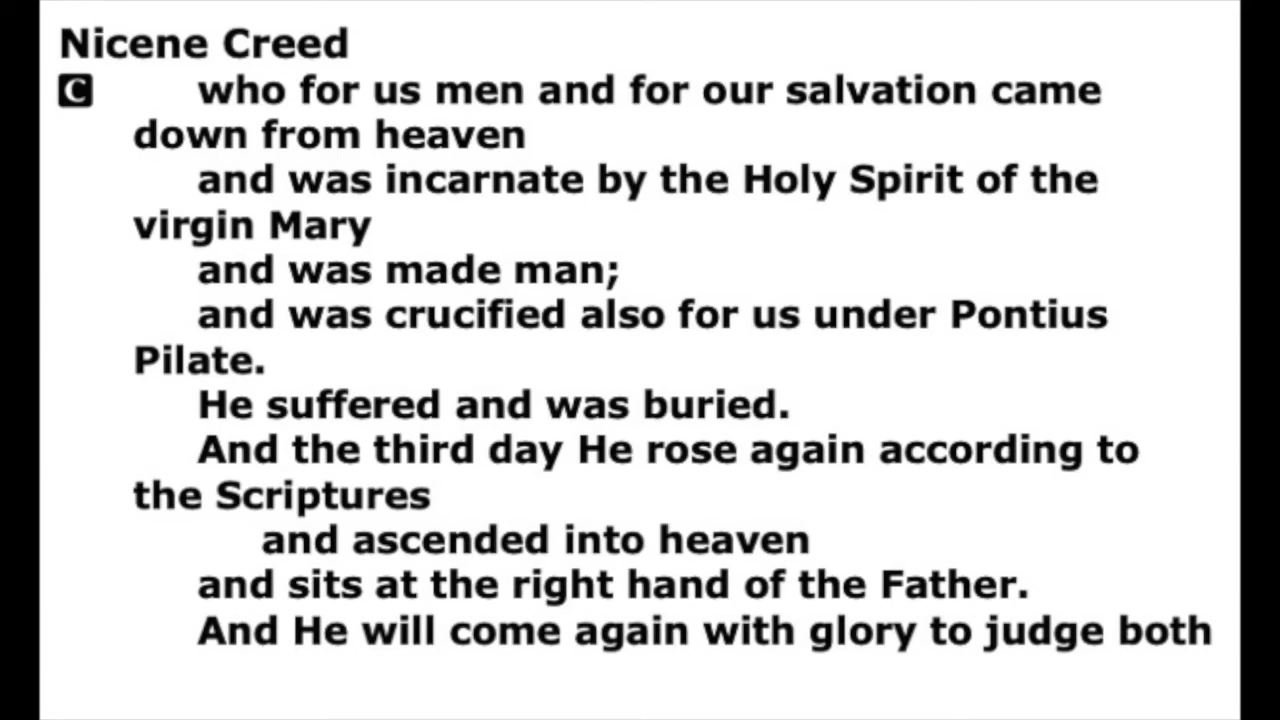 Nicene Creed
C who for us men and for our salvation came
down from heaven
and was incarnate by the Holy Spirit of the
virgin Mary
and was made man;
and was crucified also for us under Pontius
Pilate.
He suffered and was buried.
And the third day He rose again according to
the Scriptures
and ascended into heaven
and sits at the right hand of the Father.
And He will come again with glory to judge both